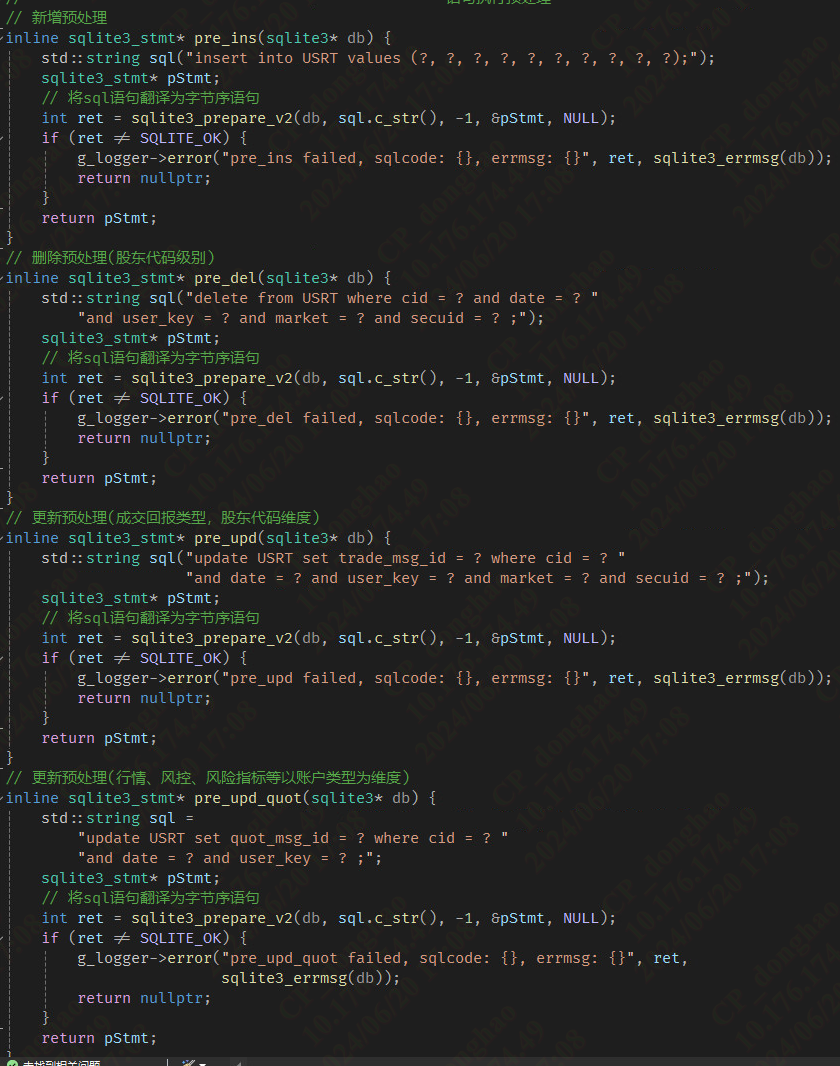 // 语句执行预处理
// 新增预处理
inline sqlite3_stmt* pre_ins(sqlite3* db) {
    std::string sql("insert into USRT values (?, ?, ?, ?, ?, ?, ?, ?, ?, ?);");
    sqlite3_stmt* pStmt;
    // 将sql语句翻译为字节序语句
    int ret = sqlite3_prepare_v2(db, sql.c_str(), -1, &pStmt, NULL);
    if (ret != SQLITE_OK) {
        g_logger->error("pre_ins failed, sqlcode: {}, errmsg: {}", ret, sqlite3_errmsg(db));
        return nullptr;
    }
    return pStmt;
}
// 删除预处理(股东代码级别)
inline sqlite3_stmt* pre_del(sqlite3* db) {
    std::string sql("delete from USRT where cid = ? and date = ? "
        "and user_key = ? and market = ? and secuid = ? ;");
    sqlite3_stmt* pStmt;
    // 将sql语句翻译为字节序语句
    int ret = sqlite3_prepare_v2(db, sql.c_str(), -1, &pStmt, NULL);
    if (ret != SQLITE_OK) {
        g_logger->error("pre_del failed, sqlcode: {}, errmsg: {}", ret, sqlite3_errmsg(db));
        return nullptr;
    }
    return pStmt;
}
// 更新预处理(成交回报类型，股东代码维度)
inline sqlite3_stmt* pre_upd(sqlite3* db) {
    std::string sql("update USRT set trade_msg_id = ? where cid = ? "
                    "and date = ? and user_key = ? and market = ? and secuid = ? ;");
    sqlite3_stmt* pStmt;
    // 将sql语句翻译为字节序语句
    int ret = sqlite3_prepare_v2(db, sql.c_str(), -1, &pStmt, NULL);
    if (ret != SQLITE_OK) {
        g_logger->error("pre_upd failed, sqlcode: {}, errmsg: {}", ret, sqlite3_errmsg(db));
        return nullptr;
    }
    return pStmt;
}
// 更新预处理(行情、风控、风险指标等以账户类型为维度)
inline sqlite3_stmt* pre_upd_quot(sqlite3* db) {
    std::string sql =
        "update USRT set quot_msg_id = ? where cid = ? "
        "and date = ? and user_key = ? ;";
    sqlite3_stmt* pStmt;
    // 将sql语句翻译为字节序语句
    int ret = sqlite3_prepare_v2(db, sql.c_str(), -1, &pStmt, NULL);
    if (ret != SQLITE_OK) {
        g_logger->error("pre_upd_quot failed, sqlcode: {}, errmsg: {}", ret,
                        sqlite3_errmsg(db));
        return nullptr;
    }
    return pStmt;
未找到相关问题